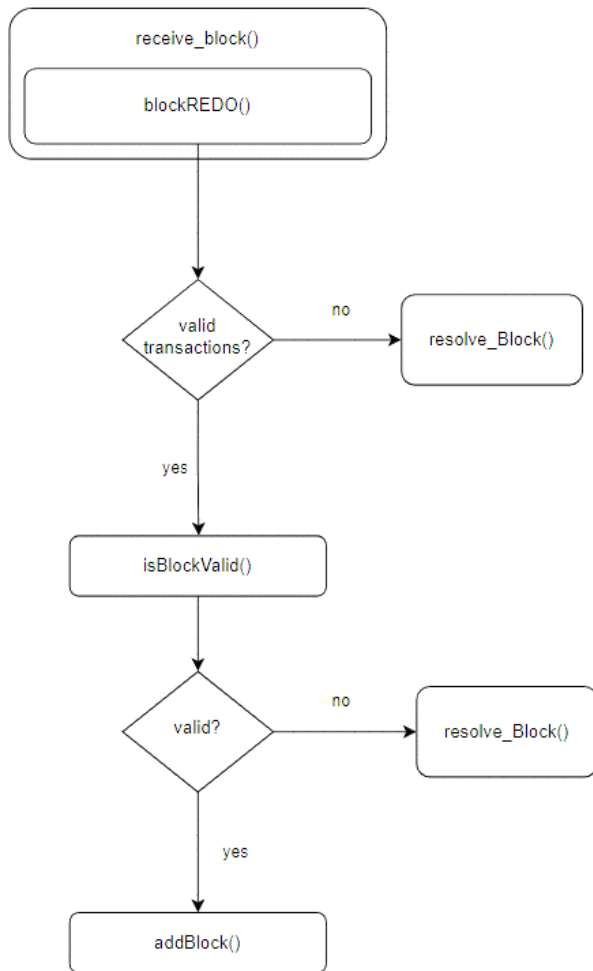 receive_block()
blockREDO()
valid
transactions?
no
resolve_Block()
yes
isBlockValid()
valid?
no
resolve_Block()
yes
addBlock()